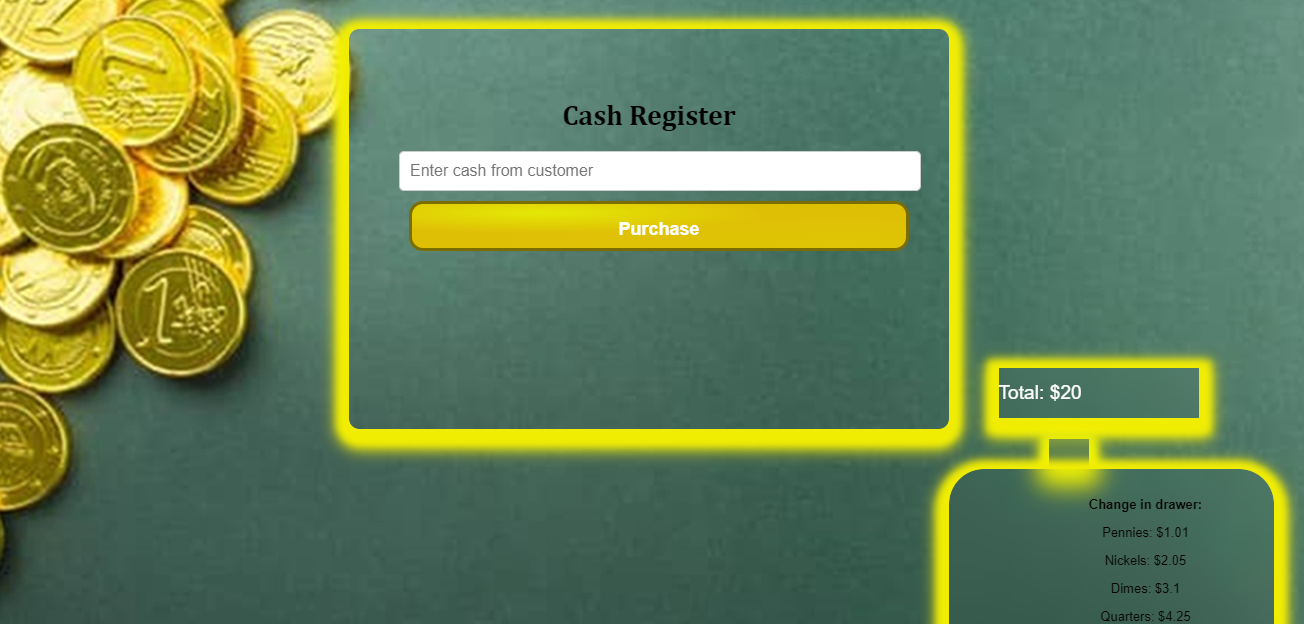 Cash Register
Enter cash from customer
Purchase
Total: $20
Change in drawer:
Pennies: $1.01
Nickels: $2.05
Dimes: $3.1
Quarters: $4.25